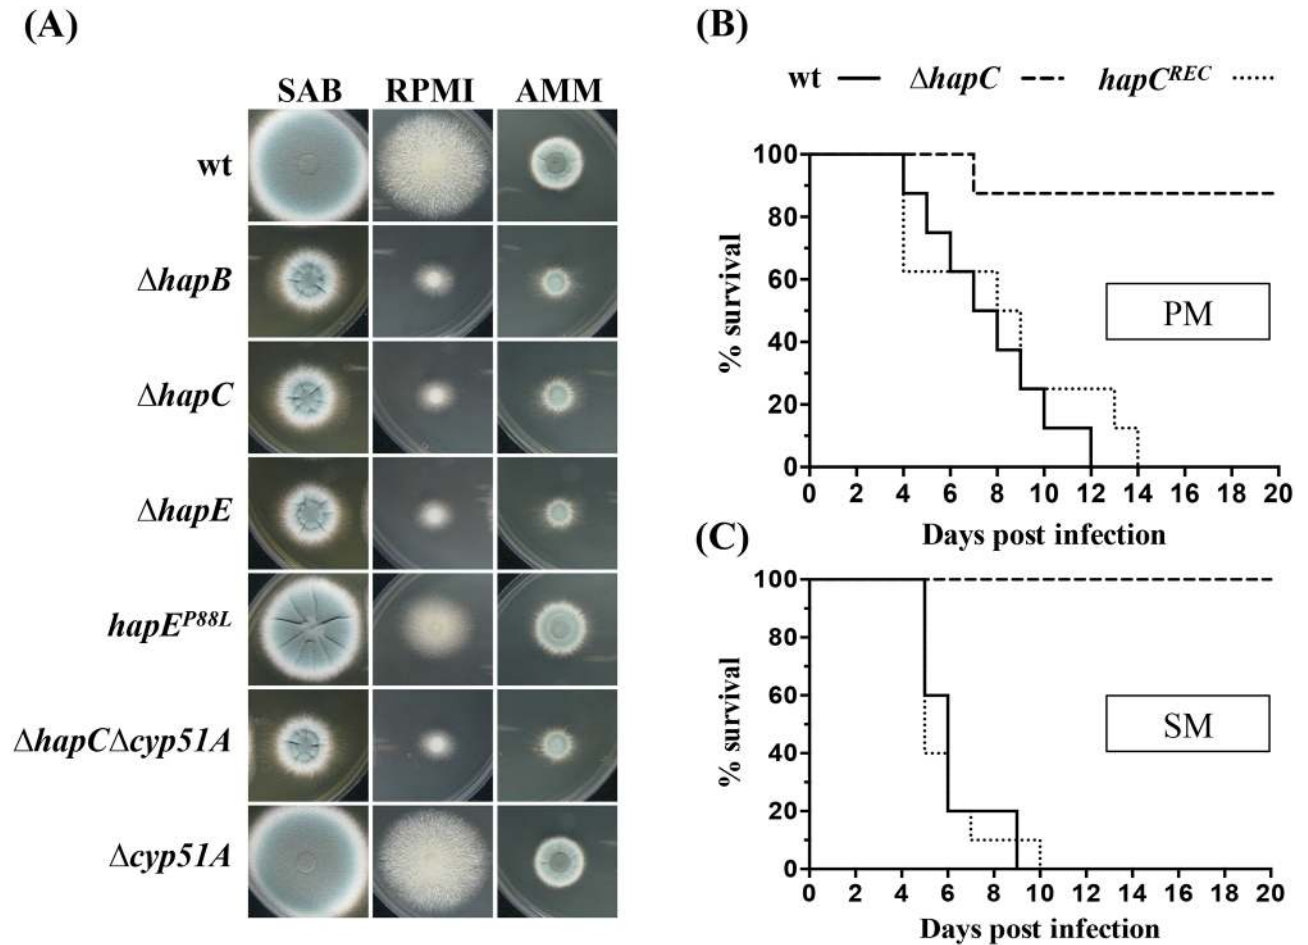 (A)
SAB RPMI AMM
wt
ΔhapB
ΔhapC
ΔhapE
hapE^P88L
ΔhapCΔcyp51A
Δcyp51A
(B)
wt ΔhapC hapC^REC
100
80
60
40
20
0
% survival
PM
0 2 4 6 8 10 12 14 16 18 20
Days post infection
(C)
100
80
60
40
20
0
% survival
SM
0 2 4 6 8 10 12 14 16 18 20
Days post infection